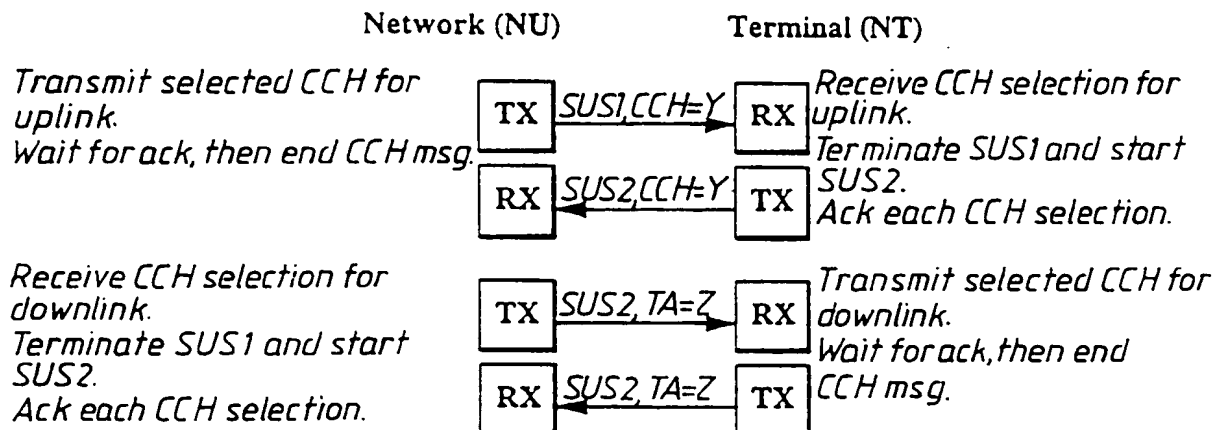 Network (NU) Terminal (NT)
Transmit selected CCH for
uplink.
Wait for ack, then end CCH msg.
TX SUS1,CCH=Y RX
RX SUS2,CCH=Y TX
Receive CCH selection for
uplink.
Terminate SUS1 and start
SUS2.
Ack each CCH selection.
Receive CCH selection for
downlink.
Terminate SUS1 and start
SUS2.
Ack each CCH selection.
TX SUS2, TA=Z RX
RX SUS2, TA=Z TX
Transmit selected CCH for
downlink.
Wait for ack, then end
CCH msg.